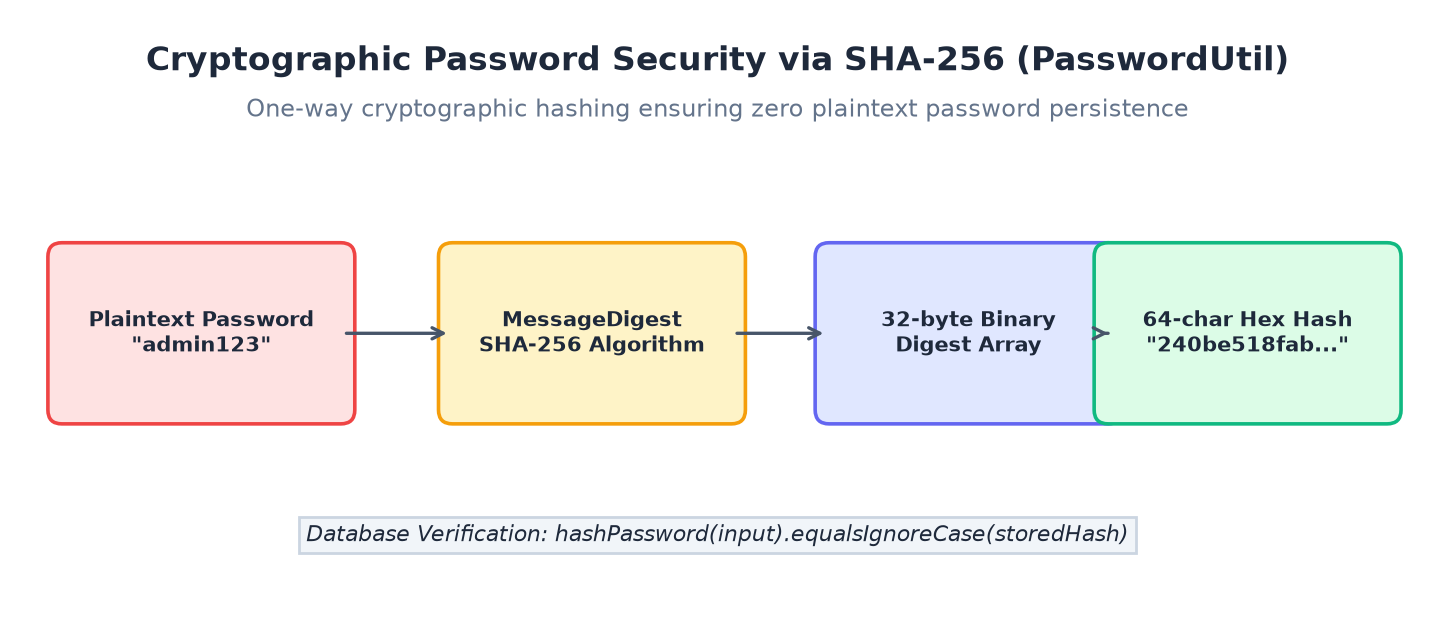 Cryptographic Password Security via SHA-256 (PasswordUtil)
One-way cryptographic hashing ensuring zero plaintext password persistence
Plaintext Password
"admin123"
MessageDigest
SHA-256 Algorithm
32-byte Binary
Digest Array
64-char Hex Hash
"240be518fab..."
Database Verification: hashPassword(input).equalsIgnoreCase(storedHash)